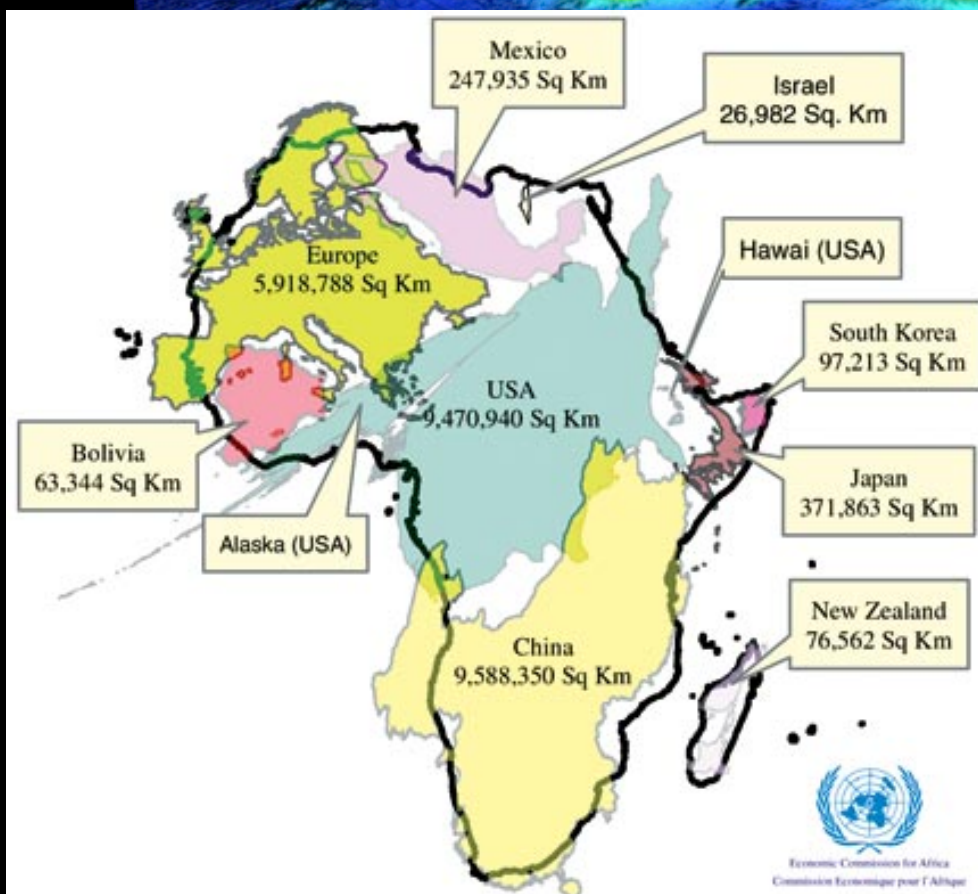 Mexico
247,935 Sq Km
Israel
26,982 Sq. Km
Europe
5,918,788 Sq Km
Hawai (USA)
South Korea
97,213 Sq Km
USA
9,470,940 Sq Km
Bolivia
63,344 Sq Km
Japan
371,863 Sq Km
Alaska (USA)
New Zealand
76,562 Sq Km
China
9,588,350 Sq Km
Economic Commission for Africa
Commission Economique pour l'Afrique